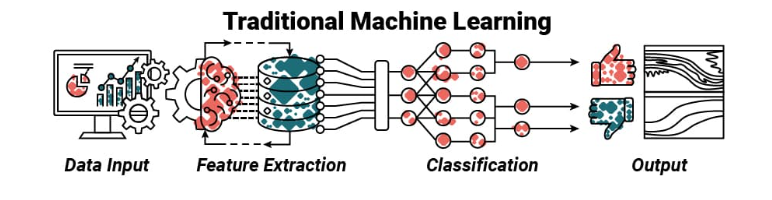 Traditional Machine Learning
Data Input
Feature Extraction
Classification
Output